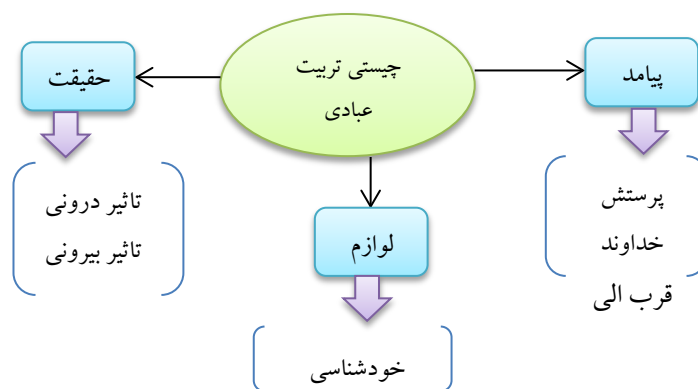 چیستی تربیت
عبادی
پیامد
حقیقت
پرستش
خداوند
قرب الی
لوازم
تاثیر درونی
تاثیر بیرونی
خودشناسی